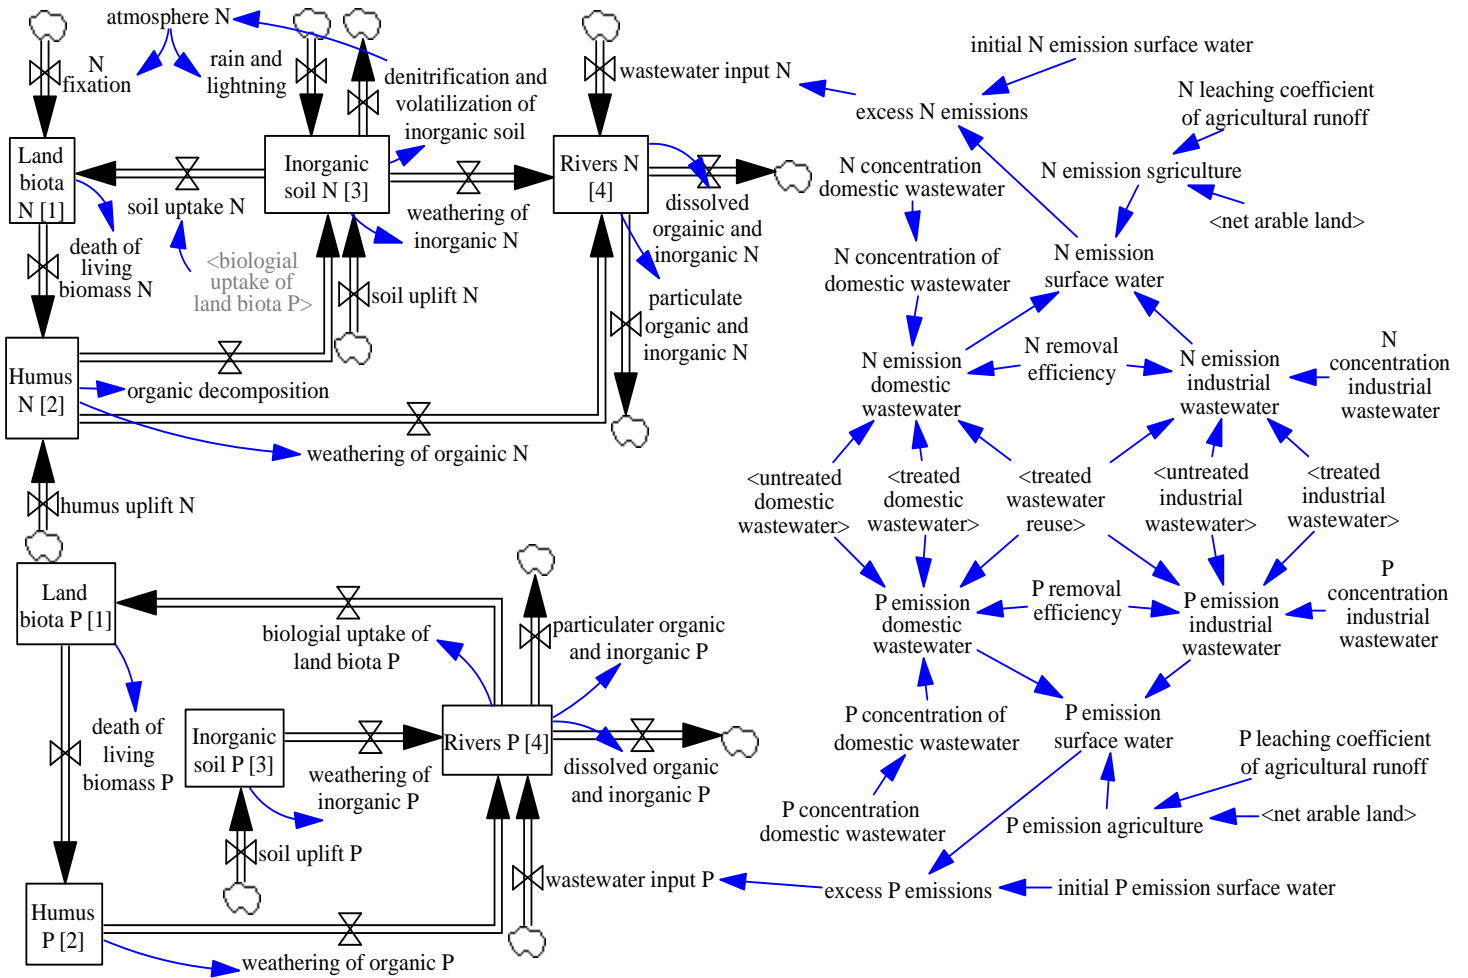 atmosphere N
N
fixation
rain and
lightning
denitrification and
volatilization of
inorganic soil
wastewater input N
initial N emission surface water
excess N emissions
N leaching coefficient
of agricultural runoff
N emission sgriculture
<net arable land>
N concentration
domestic wastewater
N concentration of
domestic wastewater
N emission
surface water
Land
biota
N [1]
soil uptake N
Inorganic
soil N [3]
weathering of
inorganic N
Rivers N
[4]
dissolved
orgainic and
inorganic N
death of
living
biomass N
<biologial
uptake of
land biota P>
soil uplift N
particulate
organic and
inorganic N
Humus
N [2]
organic decomposition
weathering of orgainic N
humus uplift N
N emission
domestic
wastewater
N removal
efficiency
N emission
industrial
wastewater
N
concentration
industrial
wastewater
<untreated
domestic
wastewater>
<treated
domestic
wastewater>
<treated
wastewater
reuse>
<untreated
industrial
wastewater>
<treated
industrial
wastewater>
Land
biota P [1]
biologial uptake of
land biota P
particulater organic
and inorganic P
P emission
domestic
wastewater
P removal
efficiency
P emission
industrial
wastewater
P
concentration
industrial
wastewater
death of
living
biomass P
Inorganic
soil P [3]
weathering of
inorganic P
Rivers P [4]
dissolved organic
and inorganic P
P concentration of
domestic wastewater
P emission
surface water
P leaching coefficient
of agricultural runoff
P concentration
domestic wastewater
P emission agriculture
<net arable land>
soil uplift P
wastewater input P
excess P emissions
initial P emission surface water
Humus
P [2]
weathering of organic P